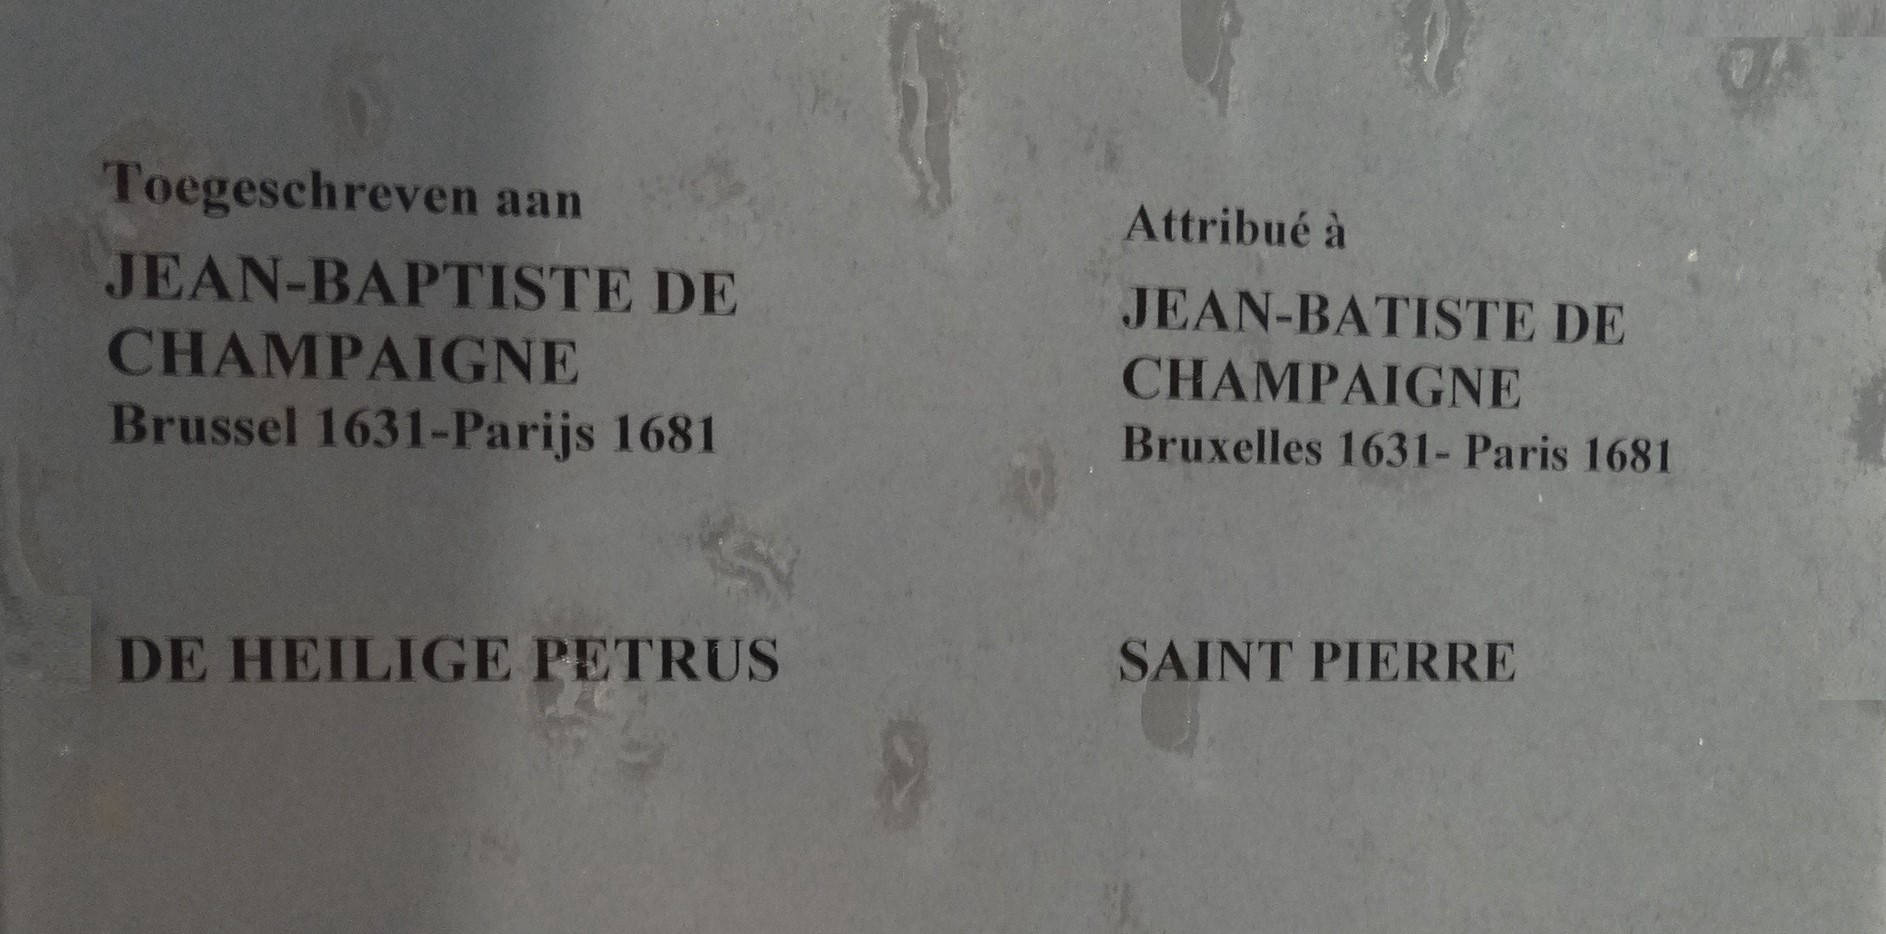 Toegeschreven aan
JEAN-BAPTISTE DE
CHAMPAIGNE
Brussel 1631-Parijs 1681
DE HEILIGE PETRUS
Attribué à
JEAN-BATISTE DE
CHAMPAIGNE
Bruxelles 1631- Paris 1681
SAINT PIERRE